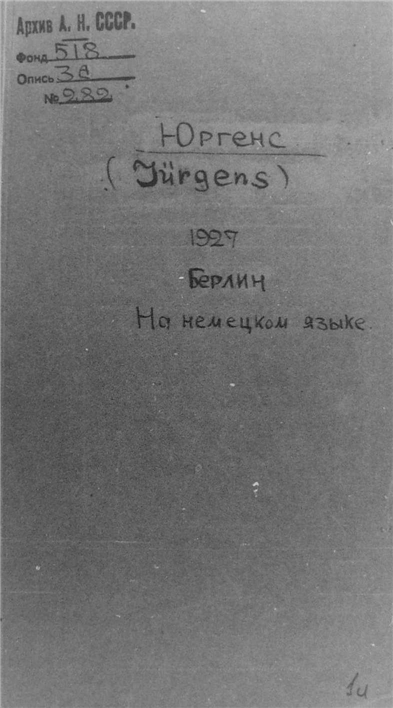 Архив А. Н. СССР.
Фонд 518
Опись 3а
№ 282
Юргенс
(Jürgens)
1927
Берлин
На немецком языке.